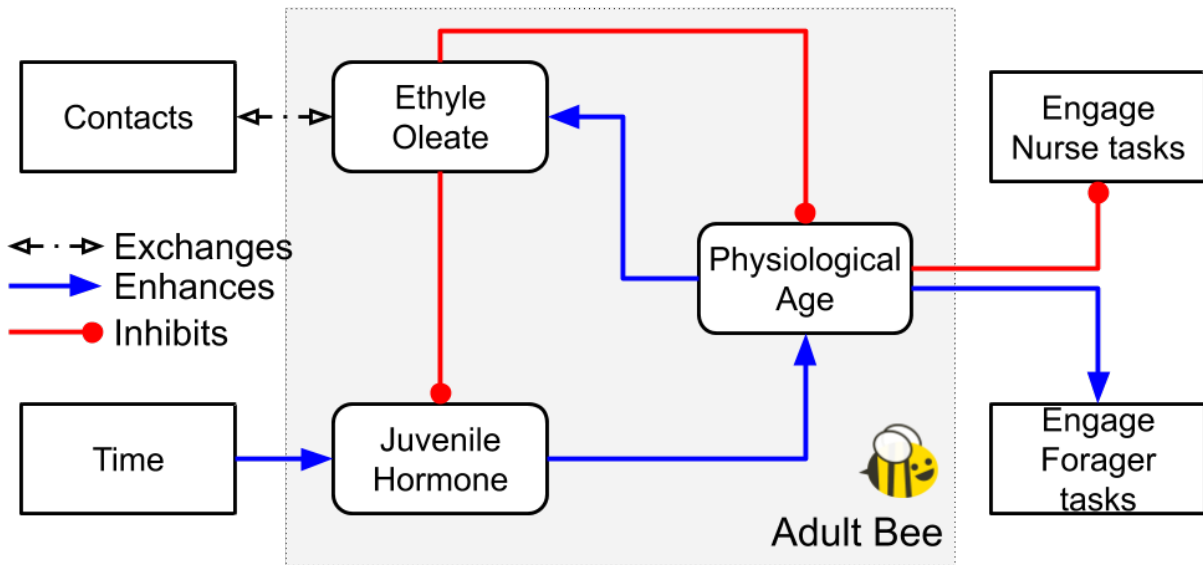 Contacts
Ethyle
Oleate
Engage
Nurse tasks
Exchanges
Enhances
Inhibits
Physiological
Age
Time
Juvenile
Hormone
Engage
Forager
tasks
Adult Bee